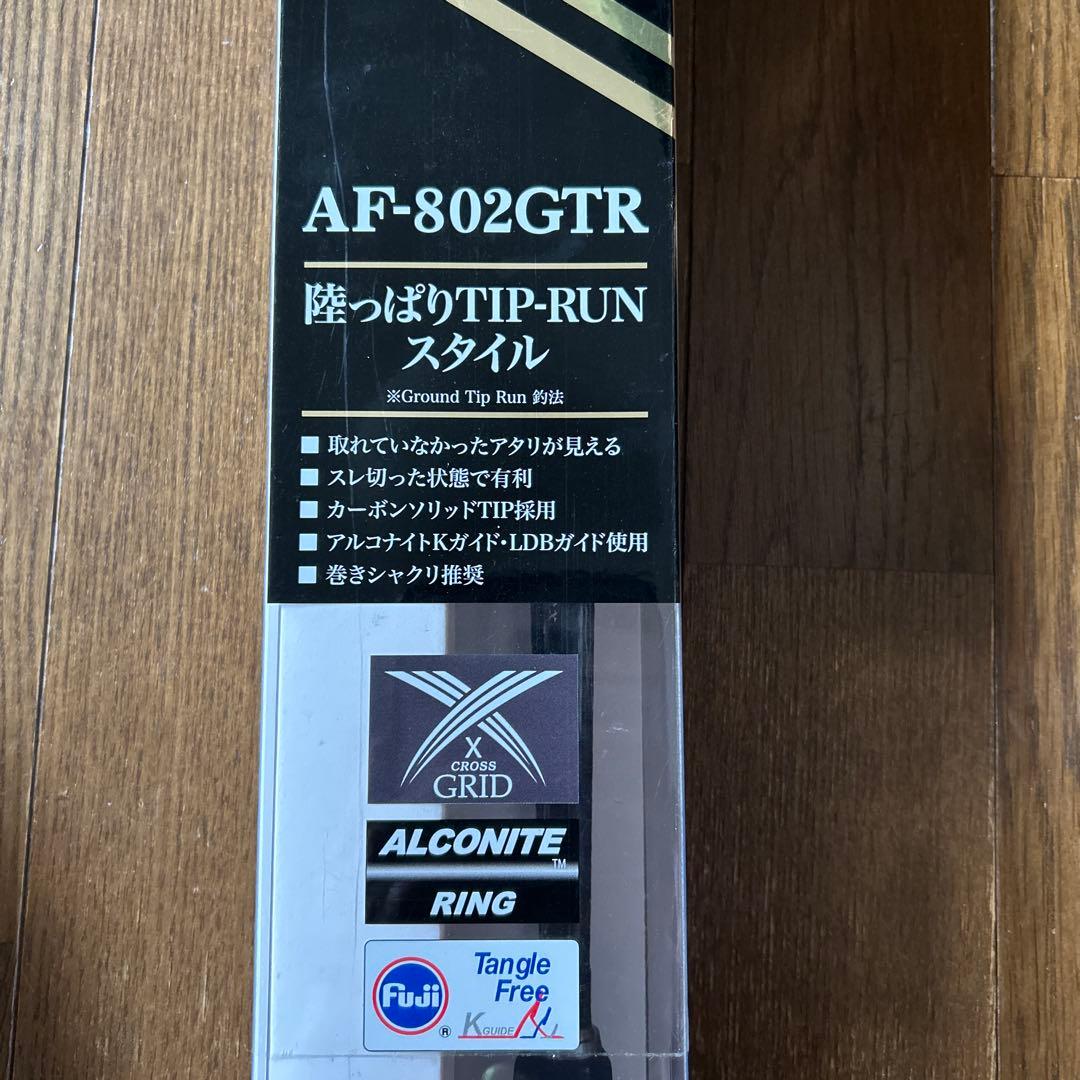 AF-802GTR
陸っぱりTIP-RUN
スタイル
※Ground Tip Run 釣法
■ 取れていなかったアタリが見える
■ スレ切った状態で有利
■ カーボンソリッドTIP採用
■ アルコナイトKガイド・LDBガイド使用
■ 巻きシャクリ推奨
X
CROSS
GRID
ALCONITE
TM
RING
Fuji
®
Tangle
Free
K GUIDE